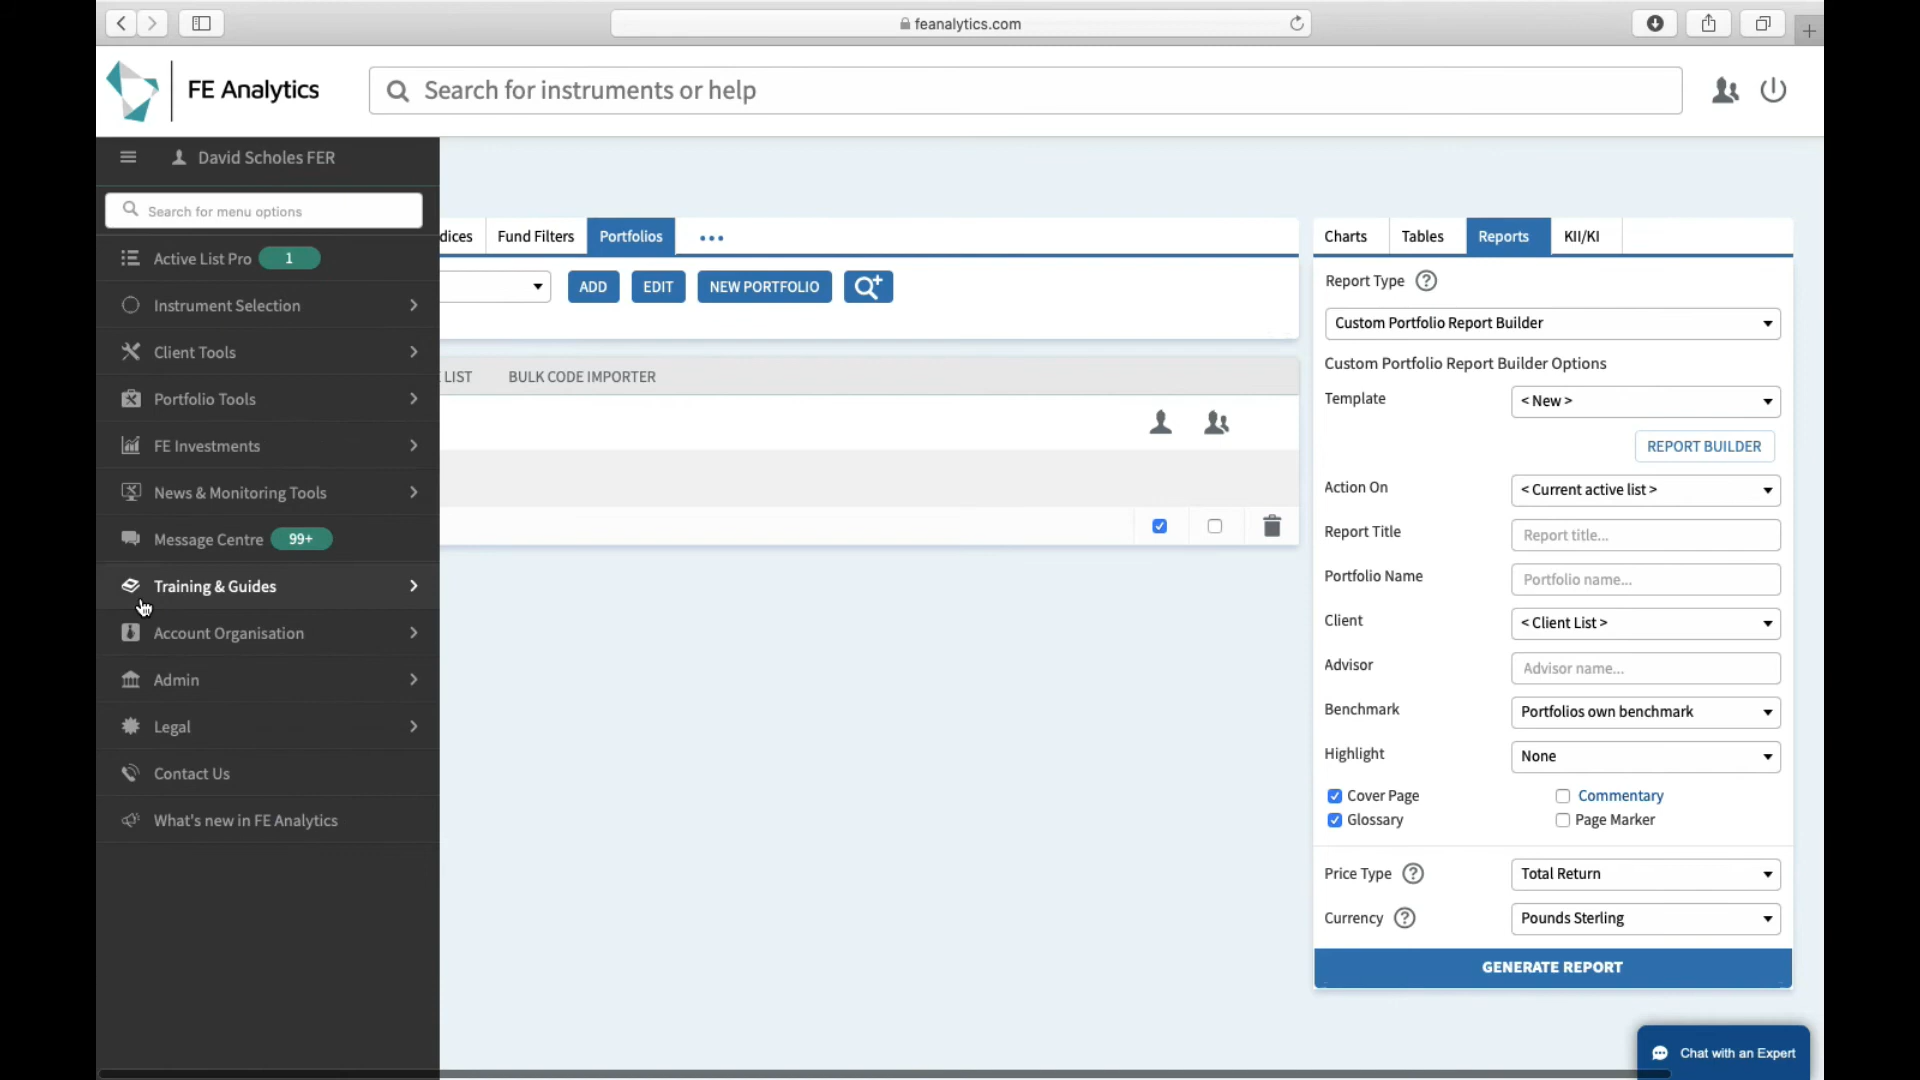 feanalytics.com
FE Analytics
Search for instruments or help
David Scholes FER
Search for menu options
Active List Pro 1
Instrument Selection
Client Tools
Portfolio Tools
FE Investments
News & Monitoring Tools
Message Centre 99+
Training & Guides
Account Organisation
Admin
Legal
Contact Us
What's new in FE Analytics
dices Fund Filters Portfolios
ADD EDIT NEW PORTFOLIO
LIST BULK CODE IMPORTER
Charts Tables Reports KII/KI
Report Type ?
Custom Portfolio Report Builder
Custom Portfolio Report Builder Options
Template < New >
REPORT BUILDER
Action On < Current active list >
Report Title Report title...
Portfolio Name Portfolio name...
Client < Client List >
Advisor Advisor name...
Benchmark Portfolios own benchmark
Highlight None
Cover Page Commentary
Glossary Page Marker
Price Type ? Total Return
Currency ? Pounds Sterling
GENERATE REPORT
Chat with an Expert